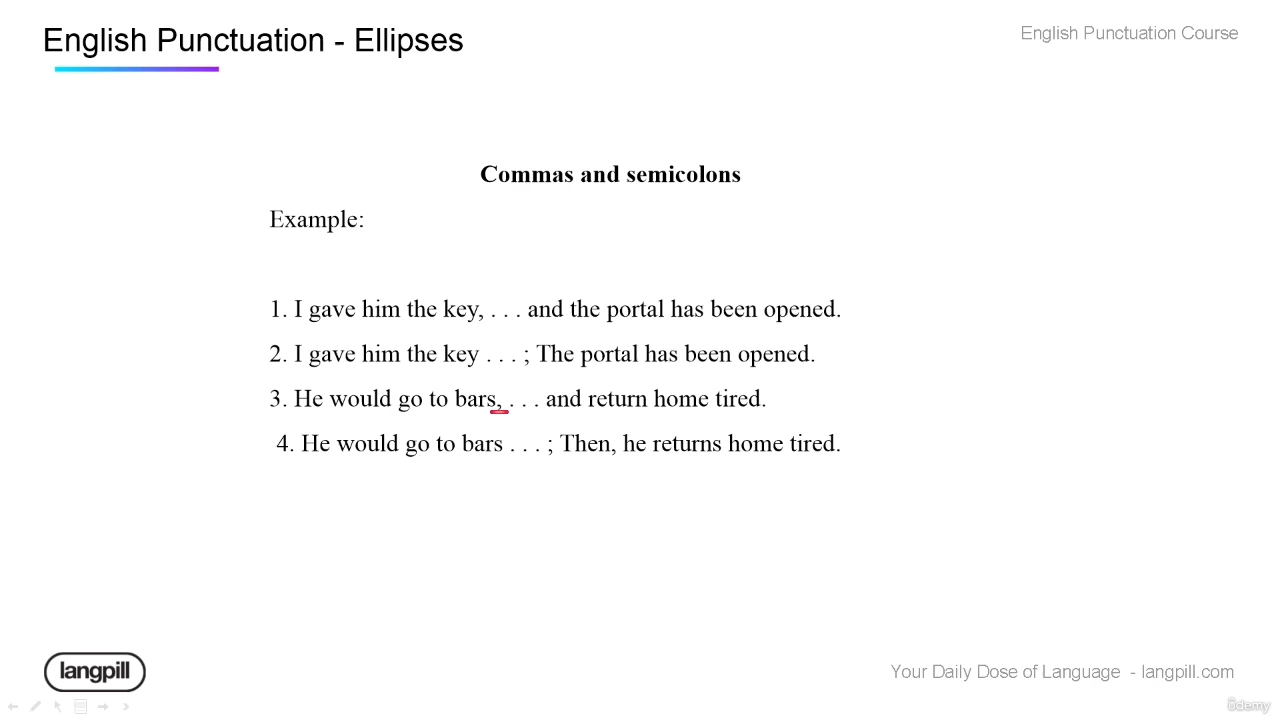 English Punctuation - Ellipses
English Punctuation Course
Commas and semicolons
Example:
1. I gave him the key, . . . and the portal has been opened.
2. I gave him the key . . . ; The portal has been opened.
3. He would go to bars, . . . and return home tired.
4. He would go to bars . . . ; Then, he returns home tired.
langpill
Your Daily Dose of Language - langpill.com
ûdemy